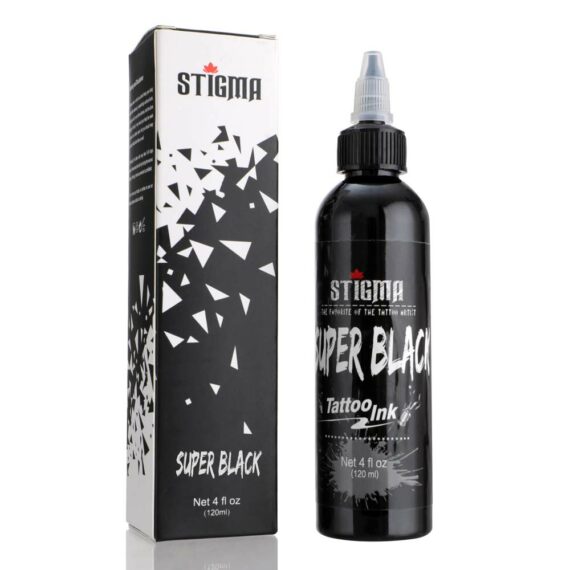 STIGMA
SUPER BLACK
Net 4 fl oz
(120ml)
STIGMA
THE FAVORITE OF THE TATTOO ARTIST
SUPER BLACK
Tattoo Ink
Net 4 fl oz
(120 ml)